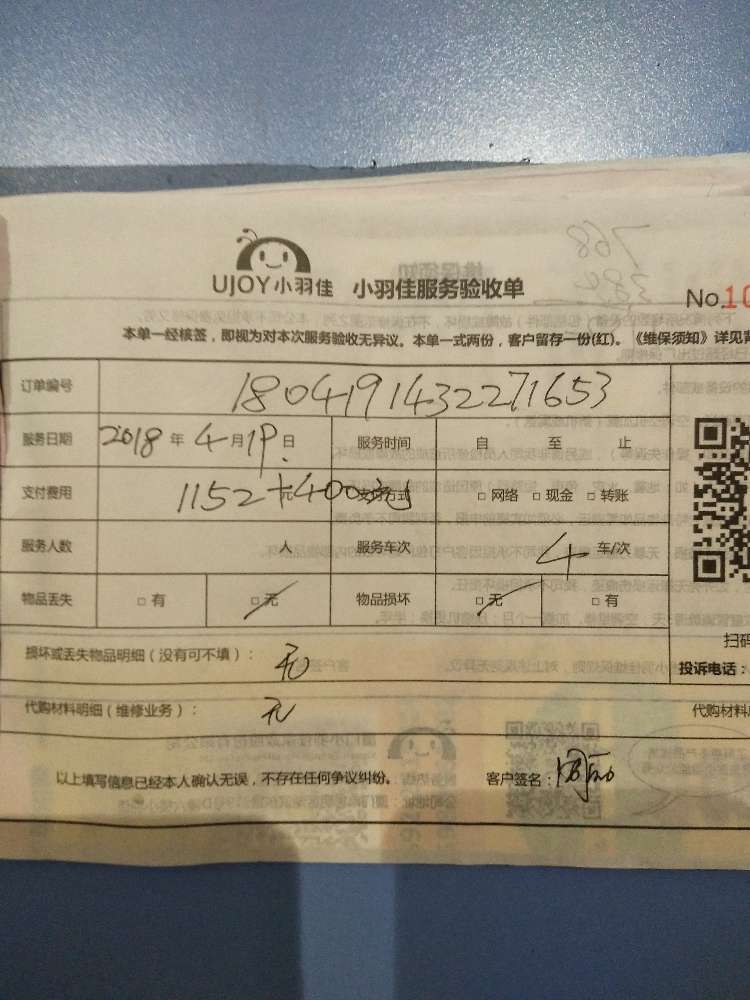 UJOY小羽佳 小羽佳服务验收单
No.10
本单一经核签，即视为对本次服务验收无异议。本单一式两份，客户留存一份(红)。《维保须知》详见背
订单编号 1804191432271653
服务日期 2018 年 4 月 19 日 服务时间 自 至 止
支付费用 1152+400元 支付方式 □ 网络 □ 现金 □ 转账
服务人数 人 服务车次 4 车/次
物品丢失 □ 有 □ 无 物品损坏 □ 无 □ 有
损坏或丢失物品明细（没有可不填）： 无
扫码
投诉电话：
代购材料明细（维修业务）： 无 代购材料
以上填写信息已经本人确认无误，不存在任何争议纠纷。 客户签名：